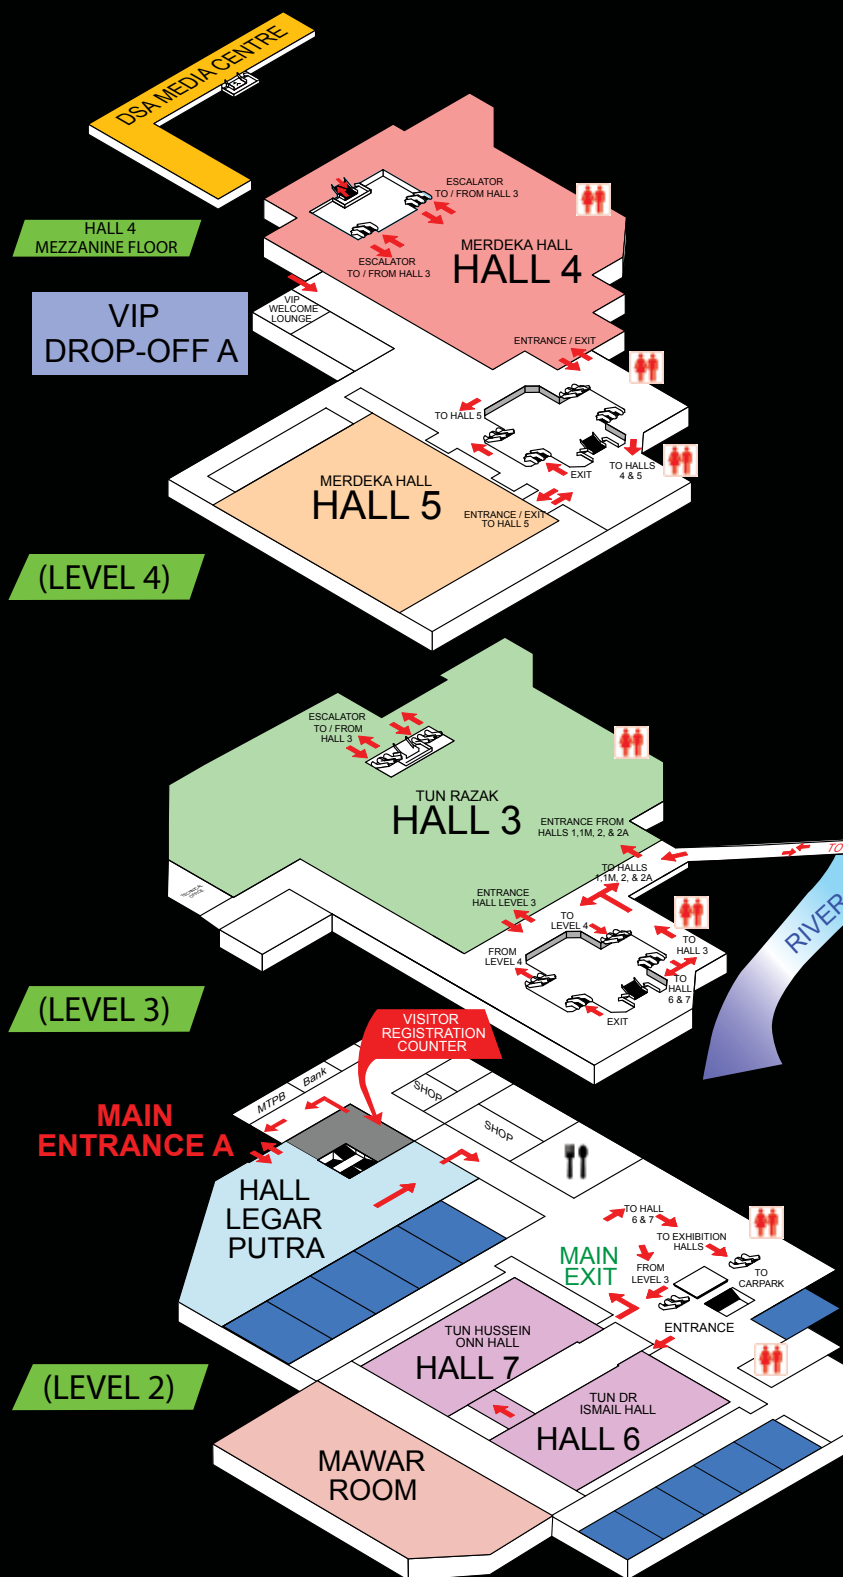 DSA MEDIA CENTRE
HALL 4
MEZZANINE FLOOR
ESCALATOR
TO / FROM HALL 3
MERDEKA HALL
HALL 4
ESCALATOR
TO / FROM HALL 3
VIP
WELCOME
LOUNGE
VIP
DROP-OFF A
ENTRANCE / EXIT
TO HALL 5
TO HALLS
4 & 5
EXIT
MERDEKA HALL
HALL 5
ENTRANCE / EXIT
TO HALL 5
(LEVEL 4)
ESCALATOR
TO / FROM
HALL 3
TUN RAZAK
HALL 3
ENTRANCE FROM
HALLS 1,1M, 2, & 2A
TO
TO HALLS
1,1M, 2, & 2A
TECHNICAL
OFFICE
ENTRANCE
HALL LEVEL 3
TO
LEVEL 4
TO
HALL 3
FROM
LEVEL 4
TO
HALL
6 & 7
EXIT
RIVER
(LEVEL 3)
VISITOR
REGISTRATION
COUNTER
MTPB
Bank
SHOP
SHOP
MAIN
ENTRANCE A
HALL
LEGAR
PUTRA
TO HALL
6 & 7
TO EXHIBITION
HALLS
MAIN
EXIT
FROM
LEVEL 3
TO
CARPARK
ENTRANCE
TUN HUSSEIN
ONN HALL
HALL 7
TUN DR
ISMAIL HALL
HALL 6
(LEVEL 2)
MAWAR
ROOM